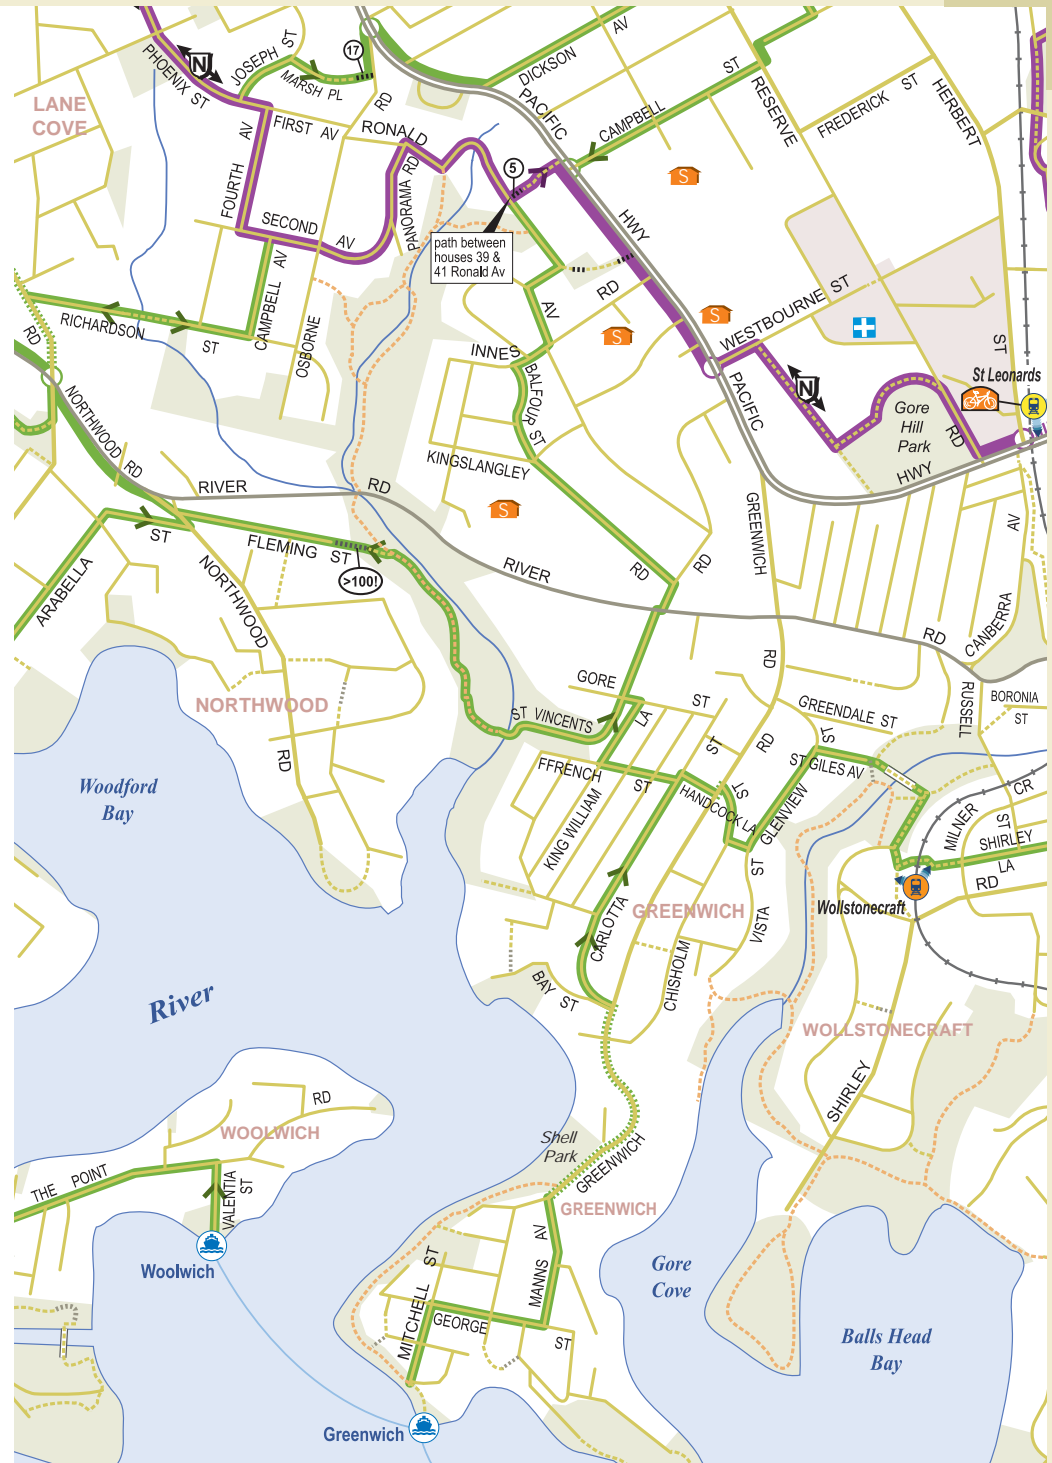 LANE
COVE
PHOENIX ST
N
JOSEPH ST
MARSH PL
17
RD
DICKSON AV
PACIFIC
CAMPBELL ST
RESERVE
FREDERICK ST
HERBERT
FIRST AV
RONALD
AV
FOURTH
SECOND AV
PANORAMA RD
5
path between
houses 39 &
41 Ronald Av
HWY
S
RICHARDSON ST
RD
CAMPBELL AV
OSBORNE
AV
RD
INNES
S
S
WESTBOURNE ST
ST
St Leonards
N
Gore
Hill
Park
RD
HWY
PACIFIC
BALFOUR ST
NORTHWOOD RD
KINGSLANGLEY
RD
RIVER RD
S
GREENWICH
AV
ST
FLEMING ST
>100!
ARABELLA
NORTHWOOD
RIVER
RD
RD
RD
CANBERRA
RD
GORE
ST
RUSSELL
BORONIA
ST
NORTHWOOD
ST VINCENTS
LA
GREENDALE ST
ST
RD
RD
ST
ST GILES AV
Woodford
Bay
FFRENCH ST
HANDCOCK LA
ST
GLENVIEW
KING WILLIAM
MILNER
CR
ST
SHIRLEY
LA
RD
ST
Wollstonecraft
GREENWICH
VISTA
CARLOTTA
CHISHOLM
BAY ST
River
WOLLSTONECRAFT
SHIRLEY
RD
WOOLWICH
Shell
Park
GREENWICH
THE POINT
VALENTIA
ST
GREENWICH
AV
MANNS
ST
Woolwich
Gore
Cove
MITCHELL
GEORGE
ST
Balls Head
Bay
Greenwich